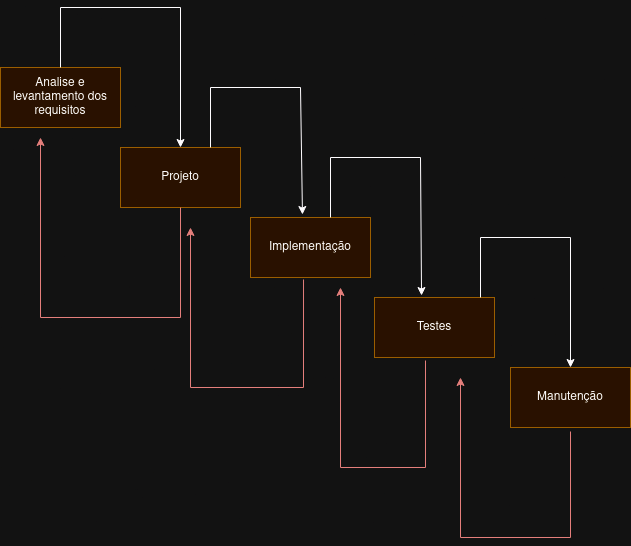 Analise e
levantamento dos
requisitos
Projeto
Implementação
Testes
Manutenção